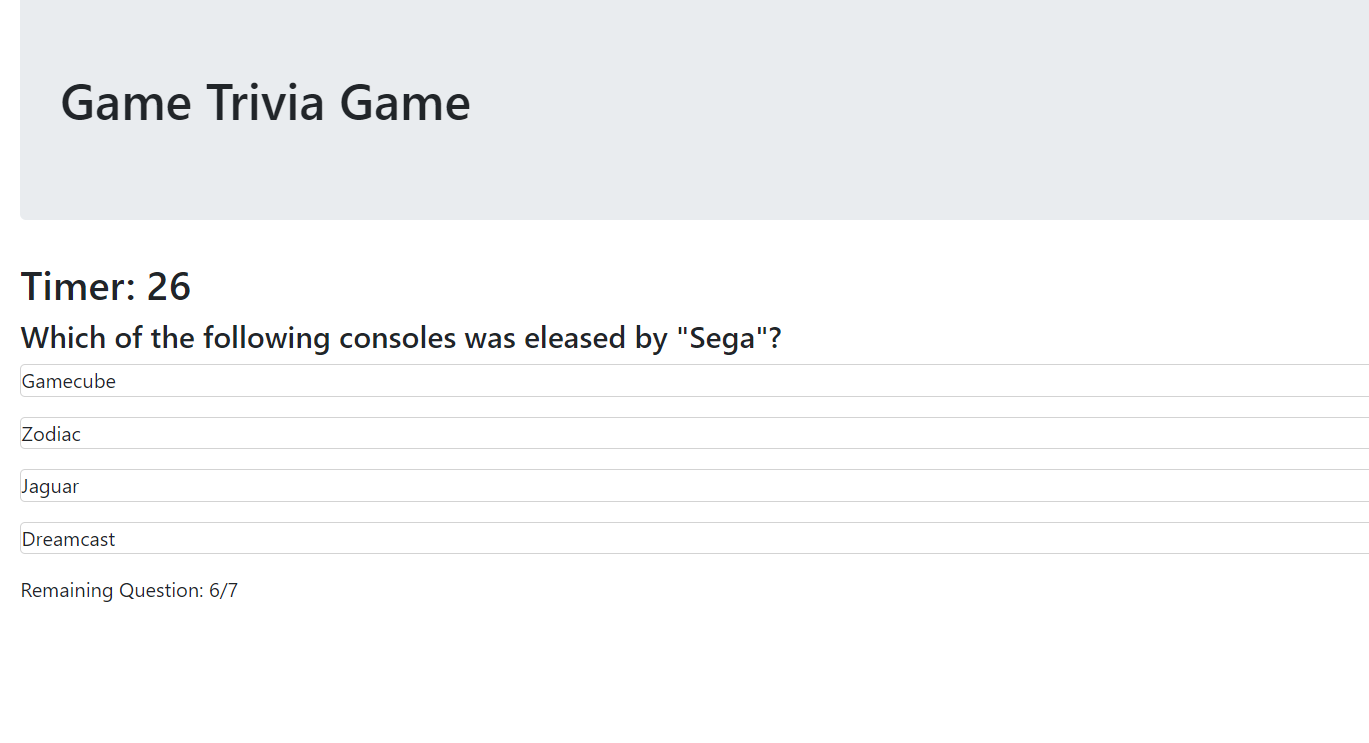 Game Trivia Game
Timer: 26
Which of the following consoles was eleased by "Sega"?
Gamecube
Zodiac
Jaguar
Dreamcast
Remaining Question: 6/7